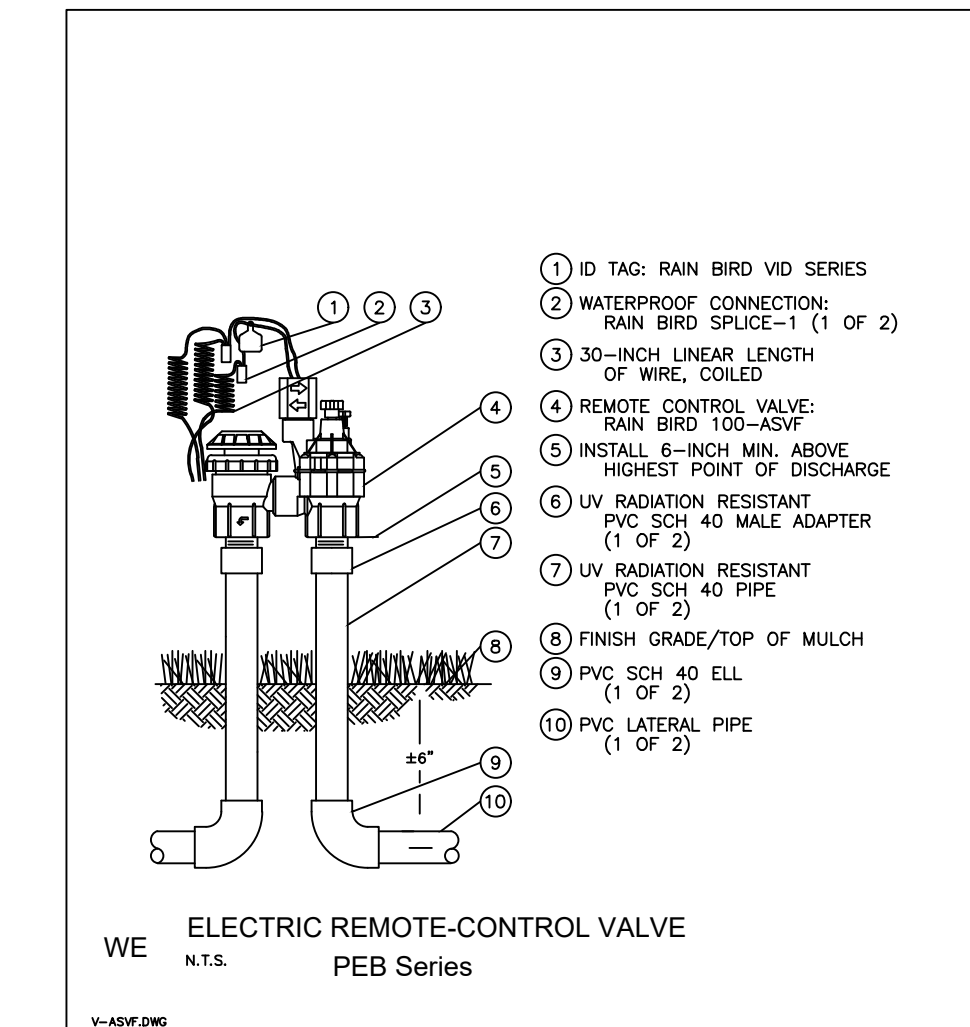 1 2 3
1 ID TAG: RAIN BIRD VID SERIES
2 WATERPROOF CONNECTION:
RAIN BIRD SPLICE-1 (1 OF 2)
3 30-INCH LINEAR LENGTH
OF WIRE, COILED
4 REMOTE CONTROL VALVE:
RAIN BIRD 100-ASVF
5 INSTALL 6-INCH MIN. ABOVE
HIGHEST POINT OF DISCHARGE
6 UV RADIATION RESISTANT
PVC SCH 40 MALE ADAPTER
(1 OF 2)
7 UV RADIATION RESISTANT
PVC SCH 40 PIPE
(1 OF 2)
8 FINISH GRADE/TOP OF MULCH
9 PVC SCH 40 ELL
(1 OF 2)
10 PVC LATERAL PIPE
(1 OF 2)
4
5
6
7
8
±6"
9
10
WE ELECTRIC REMOTE-CONTROL VALVE
N.T.S. PEB Series
V-ASVF.DWG